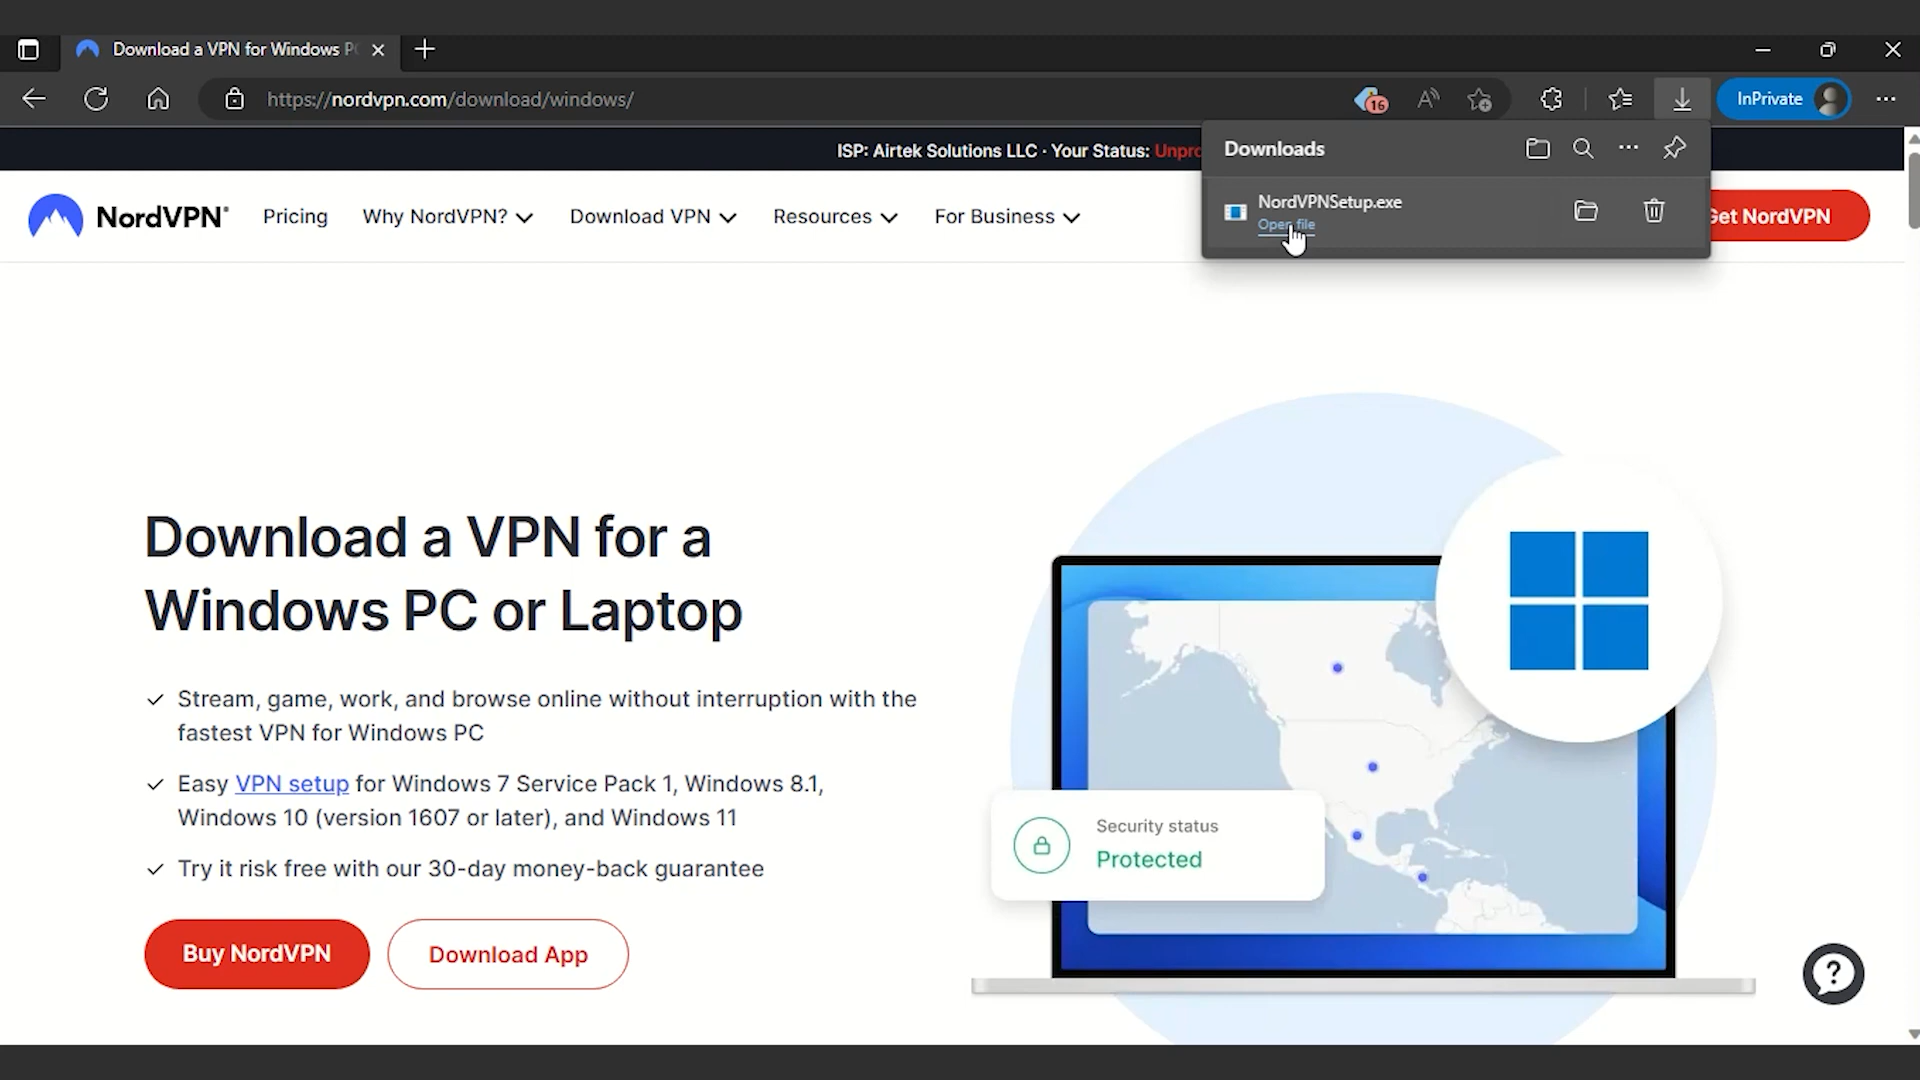 Download a VPN for Windows P
https://nordvpn.com/download/windows/
16
InPrivate
ISP: Airtek Solutions LLC · Your Status: Unpro
Downloads
NordVPNSetup.exe
Open file
NordVPN®
Pricing
Why NordVPN?
Download VPN
Resources
For Business
Get NordVPN
Download a VPN for a
Windows PC or Laptop
Stream, game, work, and browse online without interruption with the
fastest VPN for Windows PC
Easy VPN setup for Windows 7 Service Pack 1, Windows 8.1,
Windows 10 (version 1607 or later), and Windows 11
Try it risk free with our 30-day money-back guarantee
Buy NordVPN
Download App
Security status
Protected